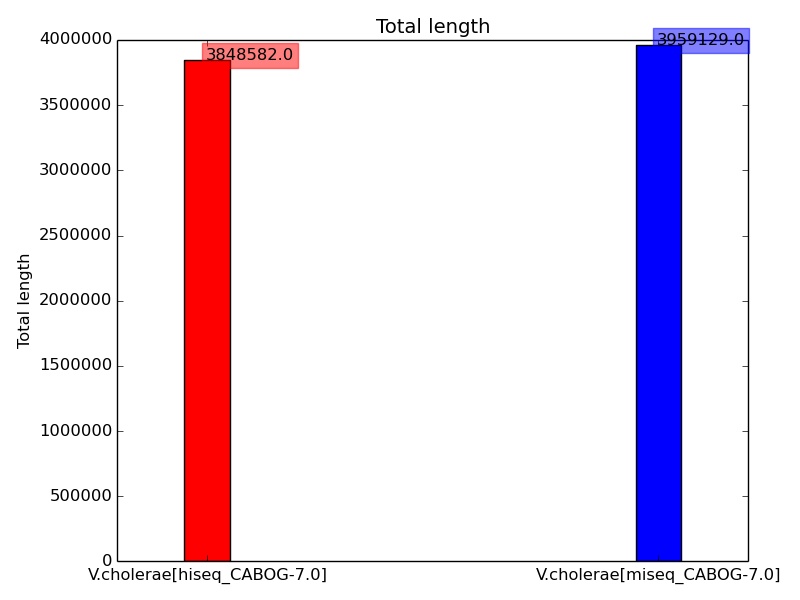 Total length
4000000
3500000
3000000
2500000
2000000
1500000
1000000
500000
0
Total length
3848582.0
3959129.0
V.cholerae[hiseq_CABOG-7.0]
V.cholerae[miseq_CABOG-7.0]